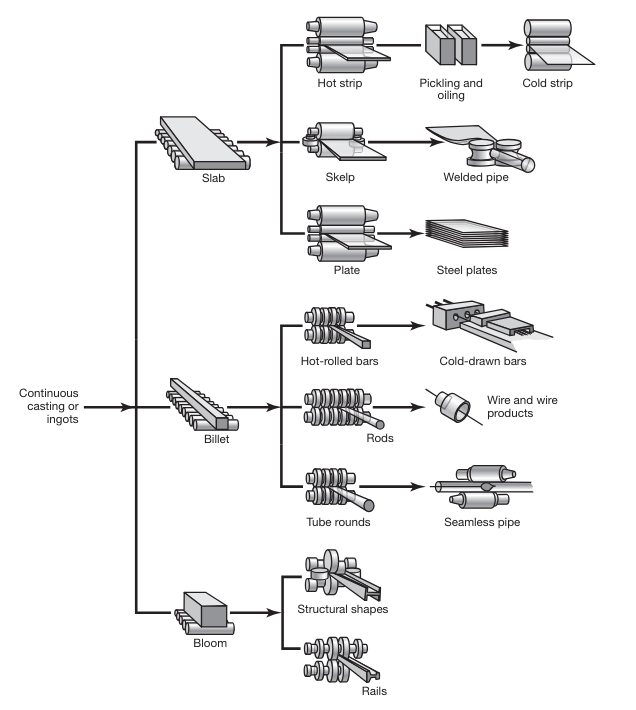 Hot strip
Pickling and
oiling
Cold strip
Slab
Skelp
Welded pipe
Plate
Steel plates
Hot-rolled bars
Cold-drawn bars
Continuous
casting or
ingots
Billet
Rods
Wire and wire
products
Tube rounds
Seamless pipe
Structural shapes
Bloom
Rails